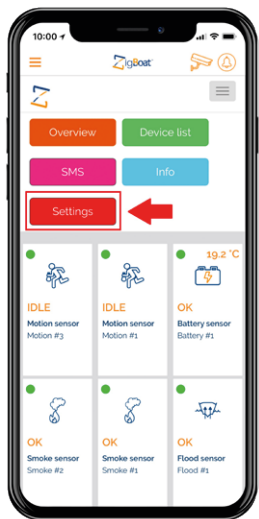 10:00
ZigBoat
Overview
Device list
SMS
Info
Settings
19.2 °C
IDLE
IDLE
OK
Motion sensor
Motion sensor
Battery sensor
Motion #3
Motion #1
Battery #1
OK
OK
OK
Smoke sensor
Smoke sensor
Flood sensor
Smoke #2
Smoke #1
Flood #1